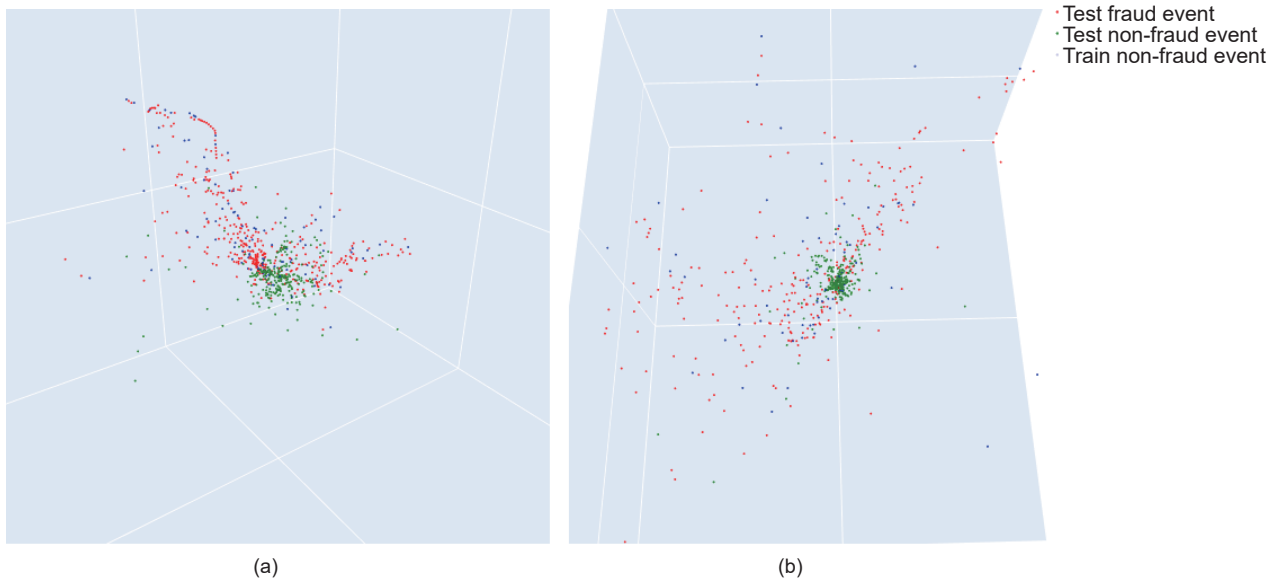 Test fraud event
Test non-fraud event
Train non-fraud event
(a)
(b)